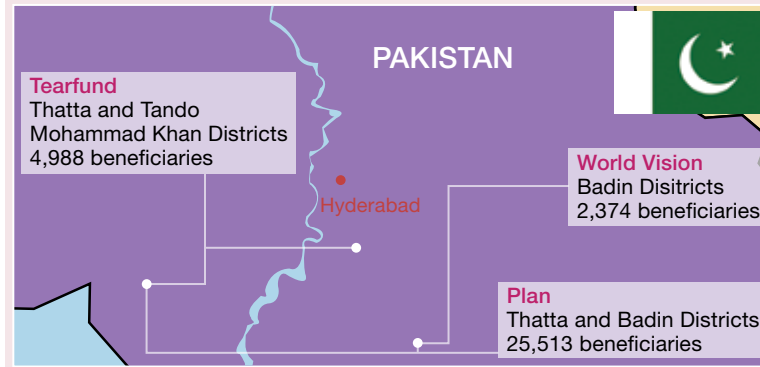 PAKISTAN
Tearfund
Thatta and Tando
Mohammad Khan Districts
4,988 beneficiaries
Hyderabad
World Vision
Badin Disitricts
2,374 beneficiaries
Plan
Thatta and Badin Districts
25,513 beneficiaries